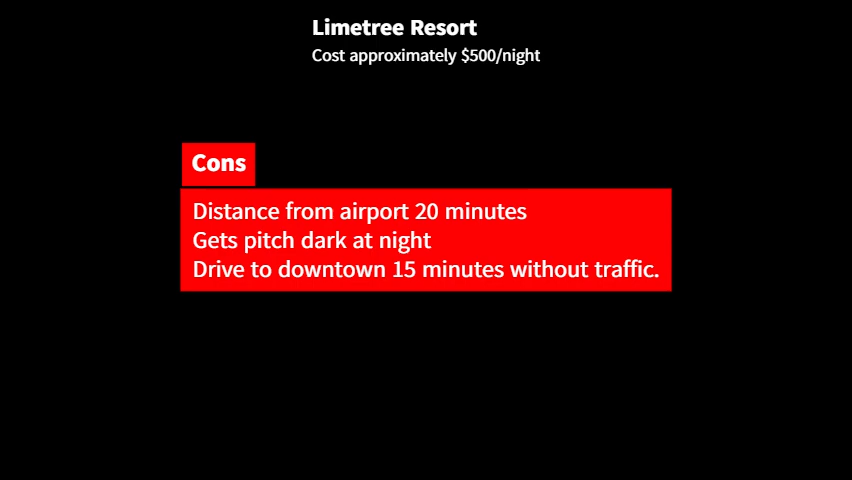 Limetree Resort
Cost approximately $500/night
Cons
Distance from airport 20 minutes
Gets pitch dark at night
Drive to downtown 15 minutes without traffic.